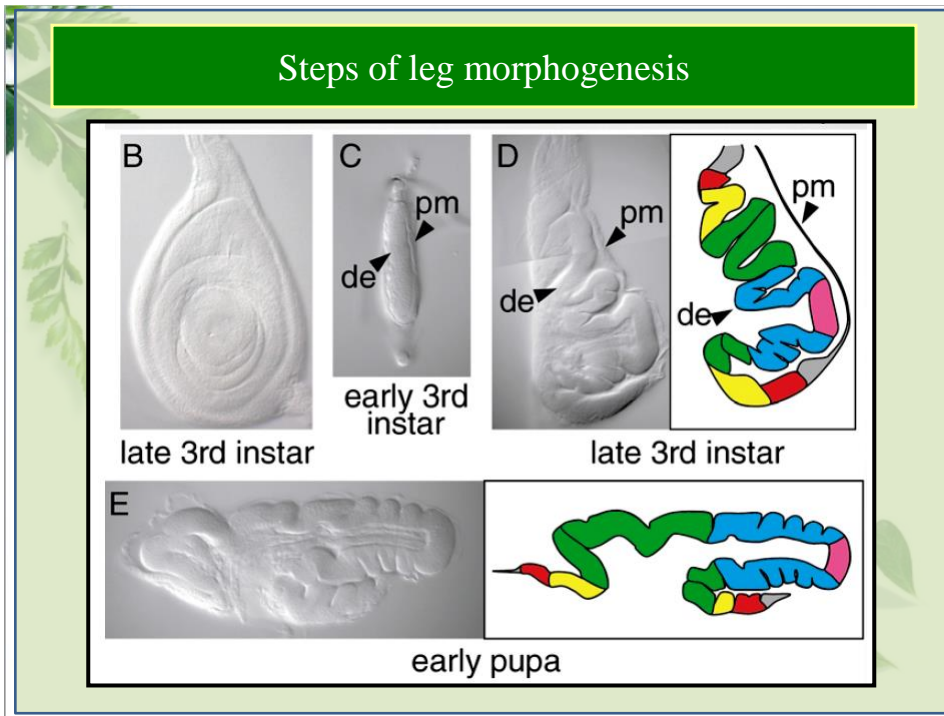 Steps of leg morphogenesis
B
late 3rd instar
C
pm
de
early 3rd
instar
D
pm
de
pm
de
late 3rd instar
E
early pupa